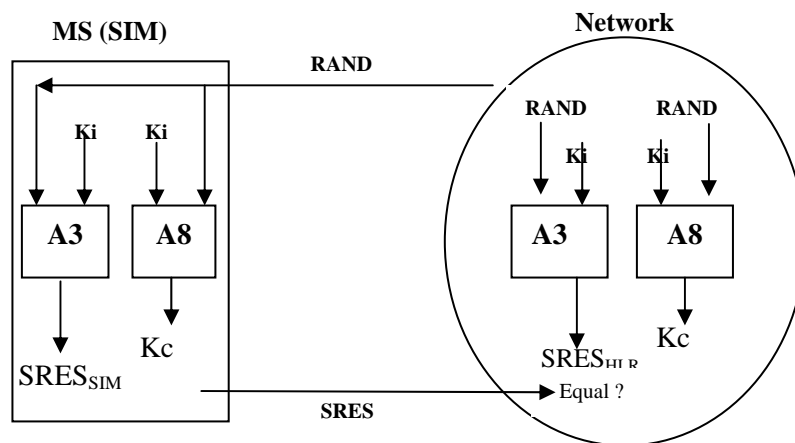 MS (SIM)
Network
RAND
RAND
RAND
Ki
Ki
Ki
Ki
A3
A8
A3
A8
Kc
Kc
SRES_SIM
SRES_HLR
Equal ?
SRES